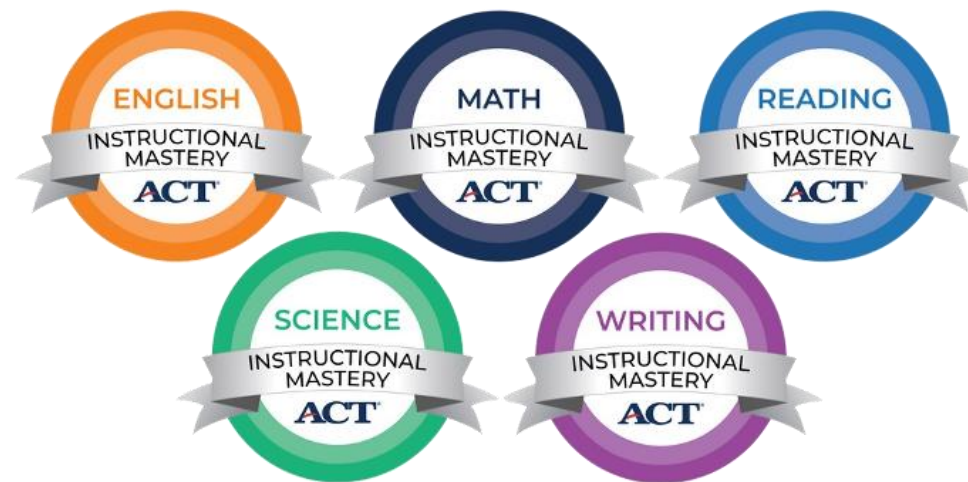 ENGLISH
INSTRUCTIONAL
MASTERY
ACT®
MATH
INSTRUCTIONAL
MASTERY
ACT®
READING
INSTRUCTIONAL
MASTERY
ACT®
SCIENCE
INSTRUCTIONAL
MASTERY
ACT®
WRITING
INSTRUCTIONAL
MASTERY
ACT®